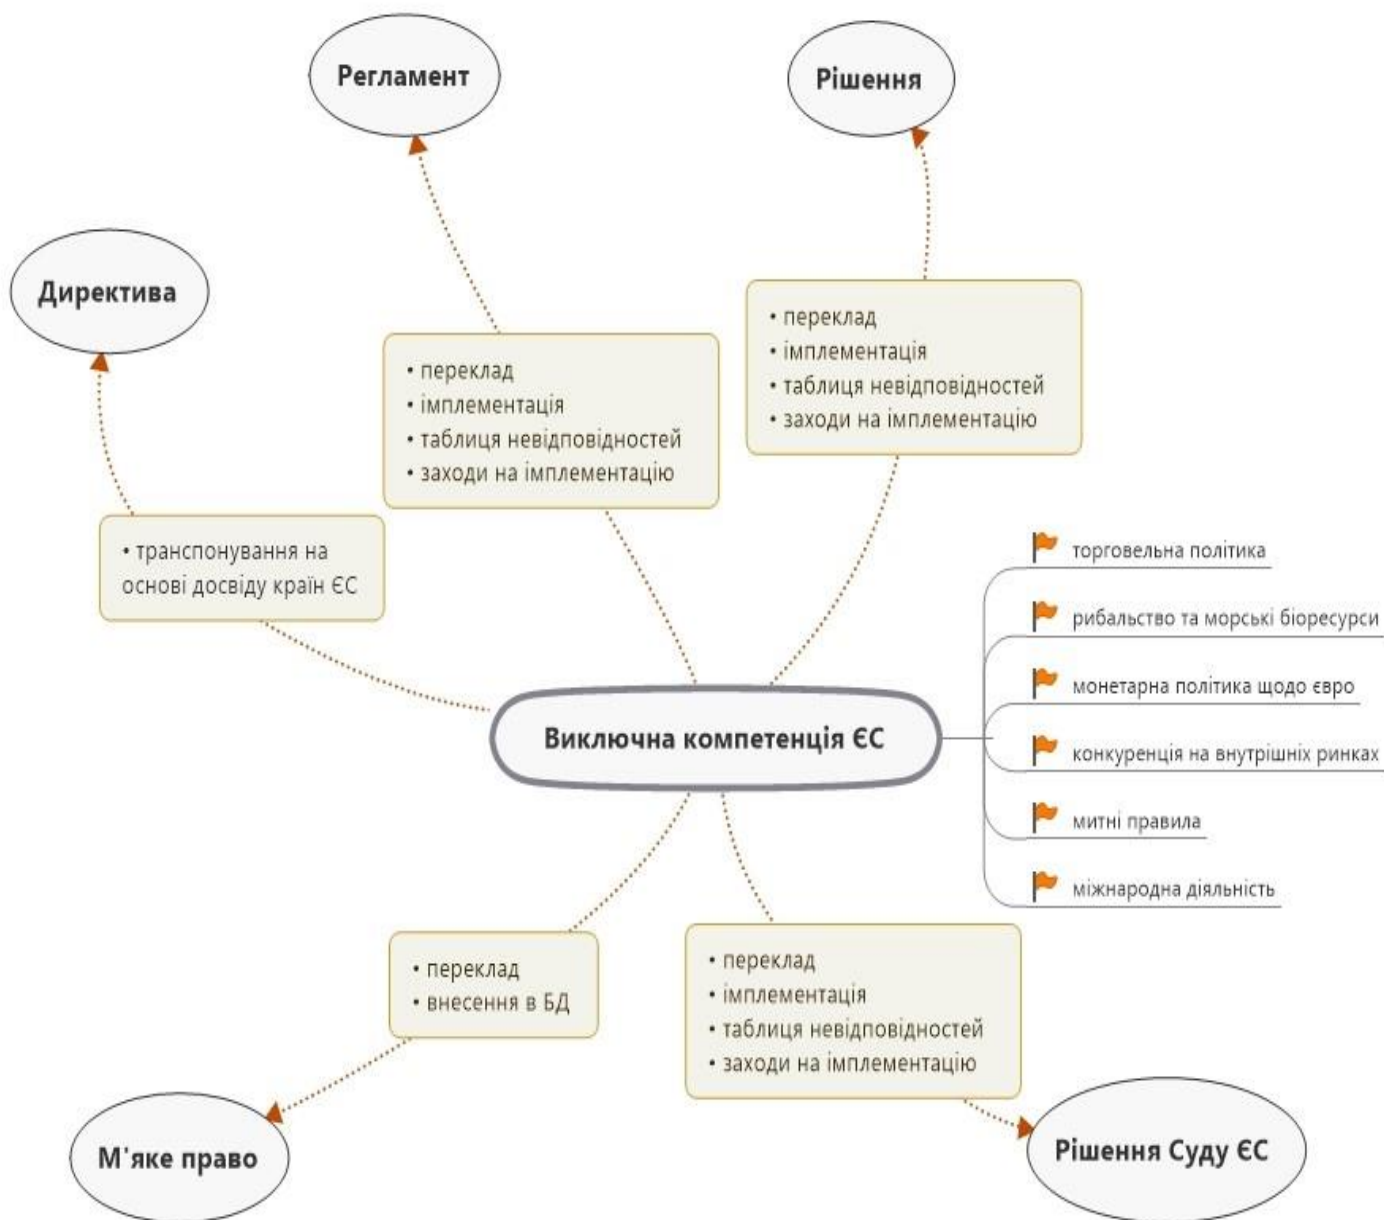 Регламент
Рішення
Директива
• переклад
• імплементація
• таблиця невідповідностей
• заходи на імплементацію
• переклад
• імплементація
• таблиця невідповідностей
• заходи на імплементацію
• транспонування на
основі досвіду країн ЄС
торговельна політика
рибальство та морські біоресурси
монетарна політика щодо євро
конкуренція на внутрішніх ринках
митні правила
міжнародна діяльність
Виключна компетенція ЄС
• переклад
• внесення в БД
• переклад
• імплементація
• таблиця невідповідностей
• заходи на імплементацію
М'яке право
Рішення Суду ЄС